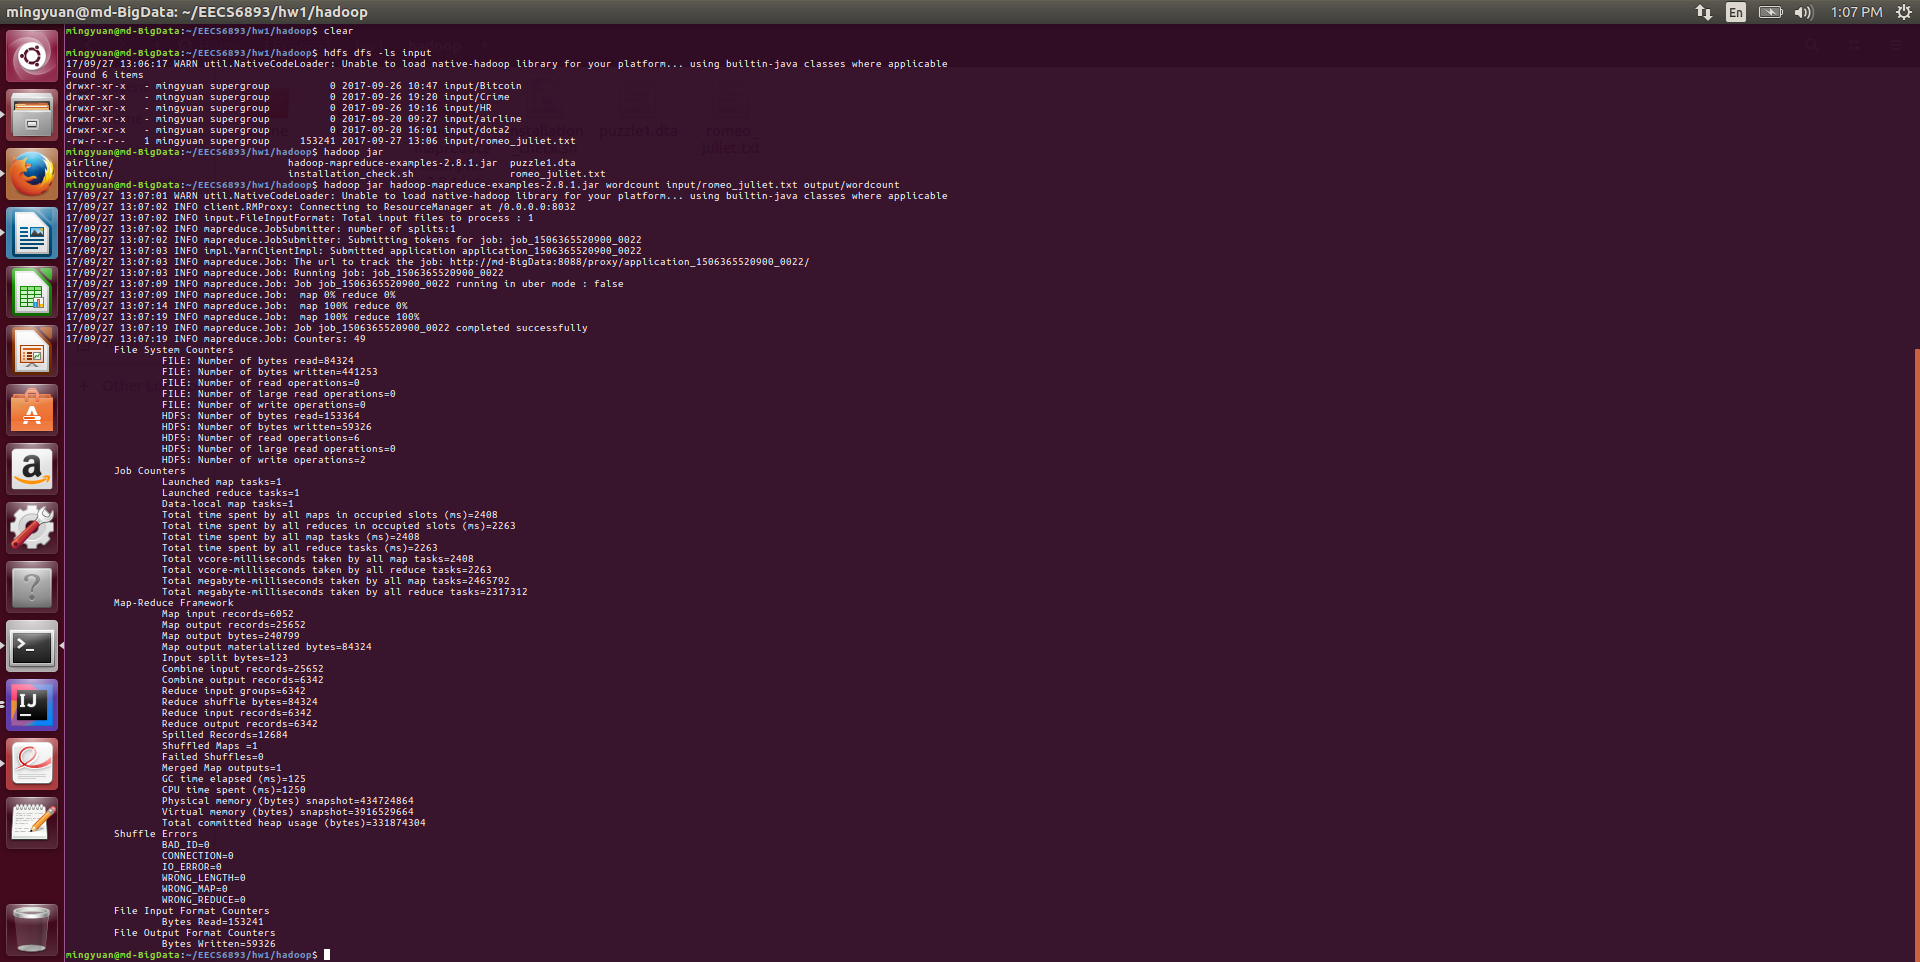 mingyuan@md-BigData: ~/EECS6893/hw1/hadoop
En
1:07 PM
mingyuan@md-BigData:~/EECS6893/hw1/hadoop$ clear
mingyuan@md-BigData:~/EECS6893/hw1/hadoop$ hdfs dfs -ls input
17/09/27 13:06:17 WARN util.NativeCodeLoader: Unable to load native-hadoop library for your platform... using builtin-java classes where applicable
Found 6 items
drwxr-xr-x   - mingyuan supergroup          0 2017-09-26 10:47 input/Bitcoin
drwxr-xr-x   - mingyuan supergroup          0 2017-09-26 19:20 input/Crime
drwxr-xr-x   - mingyuan supergroup          0 2017-09-26 19:16 input/HR
drwxr-xr-x   - mingyuan supergroup          0 2017-09-20 09:27 input/airline
drwxr-xr-x   - mingyuan supergroup          0 2017-09-20 16:01 input/dota2
-rw-r--r--   1 mingyuan supergroup     153241 2017-09-27 13:06 input/romeo_juliet.txt
mingyuan@md-BigData:~/EECS6893/hw1/hadoop$ hadoop jar
airline/                             hadoop-mapreduce-examples-2.8.1.jar  puzzle1.dta
bitcoin/                             installation_check.sh                romeo_juliet.txt
mingyuan@md-BigData:~/EECS6893/hw1/hadoop$ hadoop jar hadoop-mapreduce-examples-2.8.1.jar wordcount input/romeo_juliet.txt output/wordcount
17/09/27 13:07:01 WARN util.NativeCodeLoader: Unable to load native-hadoop library for your platform... using builtin-java classes where applicable
17/09/27 13:07:02 INFO client.RMProxy: Connecting to ResourceManager at /0.0.0.0:8032
17/09/27 13:07:02 INFO input.FileInputFormat: Total input files to process : 1
17/09/27 13:07:02 INFO mapreduce.JobSubmitter: number of splits:1
17/09/27 13:07:02 INFO mapreduce.JobSubmitter: Submitting tokens for job: job_1506365520900_0022
17/09/27 13:07:03 INFO impl.YarnClientImpl: Submitted application application_1506365520900_0022
17/09/27 13:07:03 INFO mapreduce.Job: The url to track the job: http://md-BigData:8088/proxy/application_1506365520900_0022/
17/09/27 13:07:03 INFO mapreduce.Job: Running job: job_1506365520900_0022
17/09/27 13:07:09 INFO mapreduce.Job: Job job_1506365520900_0022 running in uber mode : false
17/09/27 13:07:09 INFO mapreduce.Job:  map 0% reduce 0%
17/09/27 13:07:14 INFO mapreduce.Job:  map 100% reduce 0%
17/09/27 13:07:19 INFO mapreduce.Job:  map 100% reduce 100%
17/09/27 13:07:19 INFO mapreduce.Job: Job job_1506365520900_0022 completed successfully
17/09/27 13:07:19 INFO mapreduce.Job: Counters: 49
File System Counters
FILE: Number of bytes read=84324
FILE: Number of bytes written=441253
FILE: Number of read operations=0
FILE: Number of large read operations=0
FILE: Number of write operations=0
HDFS: Number of bytes read=153364
HDFS: Number of bytes written=59326
HDFS: Number of read operations=6
HDFS: Number of large read operations=0
HDFS: Number of write operations=2
Job Counters
Launched map tasks=1
Launched reduce tasks=1
Data-local map tasks=1
Total time spent by all maps in occupied slots (ms)=2408
Total time spent by all reduces in occupied slots (ms)=2263
Total time spent by all map tasks (ms)=2408
Total time spent by all reduce tasks (ms)=2263
Total vcore-milliseconds taken by all map tasks=2408
Total vcore-milliseconds taken by all reduce tasks=2263
Total megabyte-milliseconds taken by all map tasks=2465792
Total megabyte-milliseconds taken by all reduce tasks=2317312
Map-Reduce Framework
Map input records=6052
Map output records=25652
Map output bytes=240799
Map output materialized bytes=84324
Input split bytes=123
Combine input records=25652
Combine output records=6342
Reduce input groups=6342
Reduce shuffle bytes=84324
Reduce input records=6342
Reduce output records=6342
Spilled Records=12684
Shuffled Maps =1
Failed Shuffles=0
Merged Map outputs=1
GC time elapsed (ms)=125
CPU time spent (ms)=1250
Physical memory (bytes) snapshot=434724864
Virtual memory (bytes) snapshot=3916529664
Total committed heap usage (bytes)=331874304
Shuffle Errors
BAD_ID=0
CONNECTION=0
IO_ERROR=0
WRONG_LENGTH=0
WRONG_MAP=0
WRONG_REDUCE=0
File Input Format Counters
Bytes Read=153241
File Output Format Counters
Bytes Written=59326
mingyuan@md-BigData:~/EECS6893/hw1/hadoop$